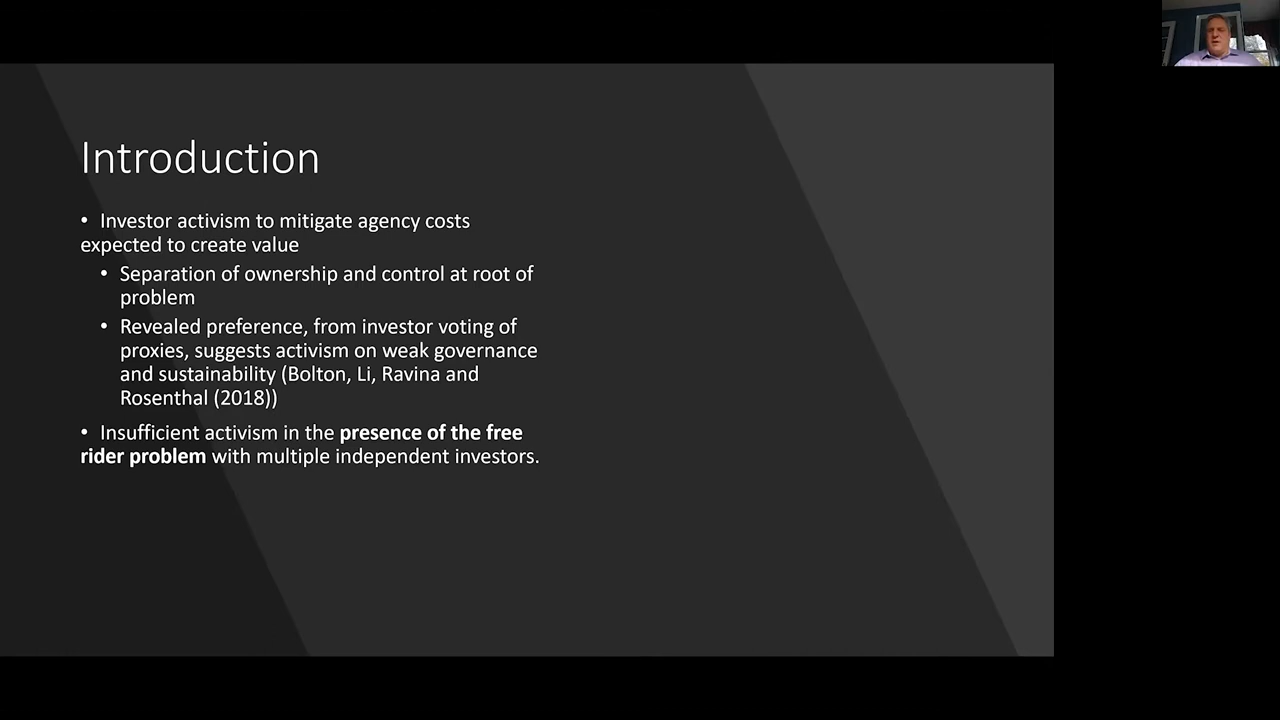 Introduction
• Investor activism to mitigate agency costs
expected to create value
• Separation of ownership and control at root of
problem
• Revealed preference, from investor voting of
proxies, suggests activism on weak governance
and sustainability (Bolton, Li, Ravina and
Rosenthal (2018))
• Insufficient activism in the presence of the free
rider problem with multiple independent investors.